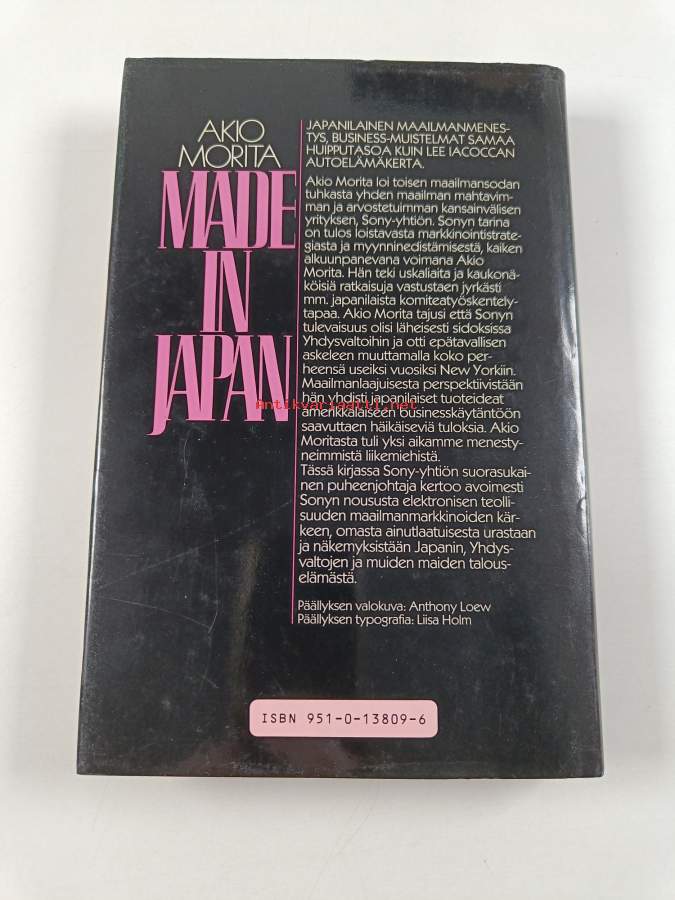 AKIO
MORITA
MADE
IN
JAPAN
JAPANILAINEN MAAILMANMENES-
TYS, BUSINESS-MUISTELMAT SAMAA
HUIPPUTASOA KUIN LEE IACOCCAN
AUTOELÄMÄKERTA.
Akio Morita loi toisen maailmansodan
tuhkasta yhden maailman mahtavim-
man ja arvostetuimman kansainvälisen
yrityksen, Sony-yhtiön. Sonyn tarina
on tulos loistavasta markkinointistrate-
giasta ja myynninedistämisestä, kaiken
alkuunpanevana voimana Akio
Morita. Hän teki uskaliaita ja kaukonä-
köisiä ratkaisuja vastustaen jyrkästi
mm. japanilaista komiteatyöskentely-
tapaa. Akio Morita tajusi että Sonyn
tulevaisuus olisi läheisesti sidoksissa
Yhdysvaltoihin ja otti epätavallisen
askeleen muuttamalla koko per-
heensä useiksi vuosiksi New Yorkiin.
Maailmanlaajuisesta perspektiivistään
hän yhdisti japanilaiset tuoteideat
antikvariaatti.net
amerikkalaiseen businesskäytäntöön
saavuttaen häikäiseviä tuloksia. Akio
Moritasta tuli yksi aikamme menesty-
neimmistä liikemiehistä.
Tässä kirjassa Sony-yhtiön suorasukai-
nen puheenjohtaja kertoo avoimesti
Sonyn noususta elektronisen teolli-
suuden maailmanmarkkinoiden kär-
keen, omasta ainutlaatuisesta urastaan
ja näkemyksistään Japanin, Yhdys-
valtojen ja muiden maiden talous-
elämästä.
Päällyksen valokuva: Anthony Loew
Päällyksen typografia: Liisa Holm
ISBN 951-0-13809-6